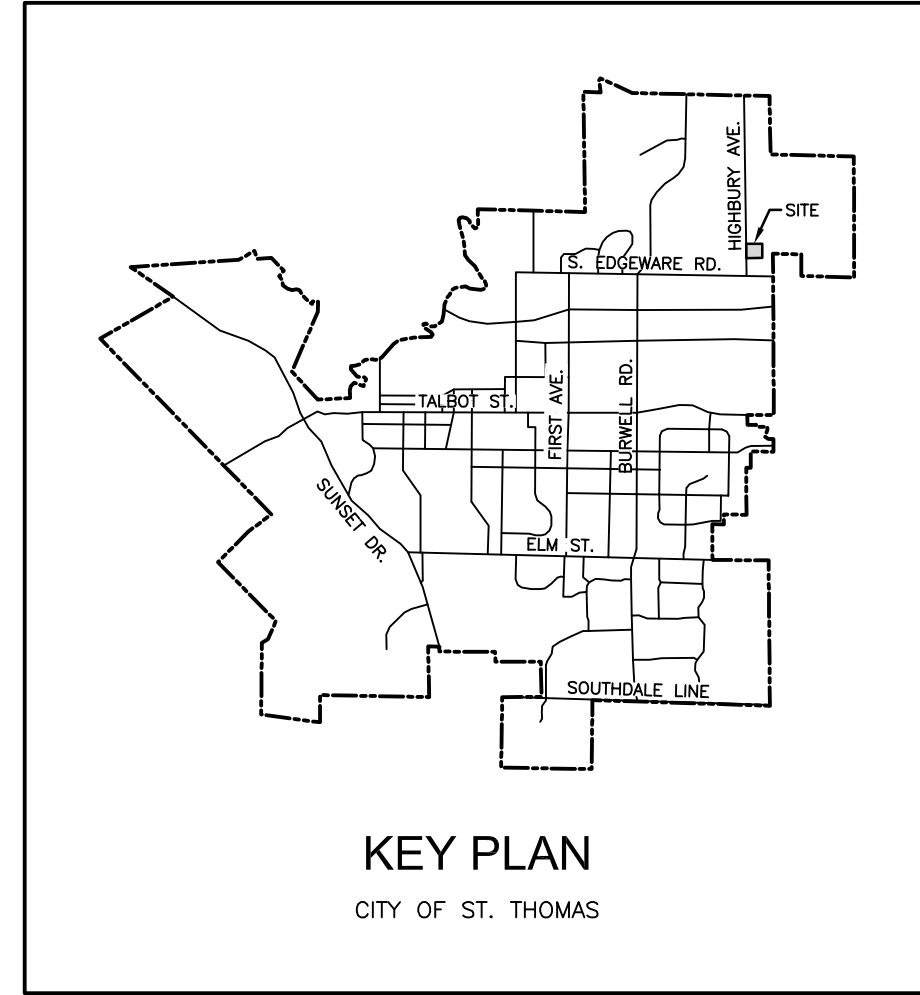 HIGHBURY AVE.
SITE
S. EDGEWARE RD.
TALBOT ST.
FIRST AVE.
BURWELL RD.
SUNSET DR.
ELM ST.
SOUTHDALE LINE
KEY PLAN
CITY OF ST. THOMAS